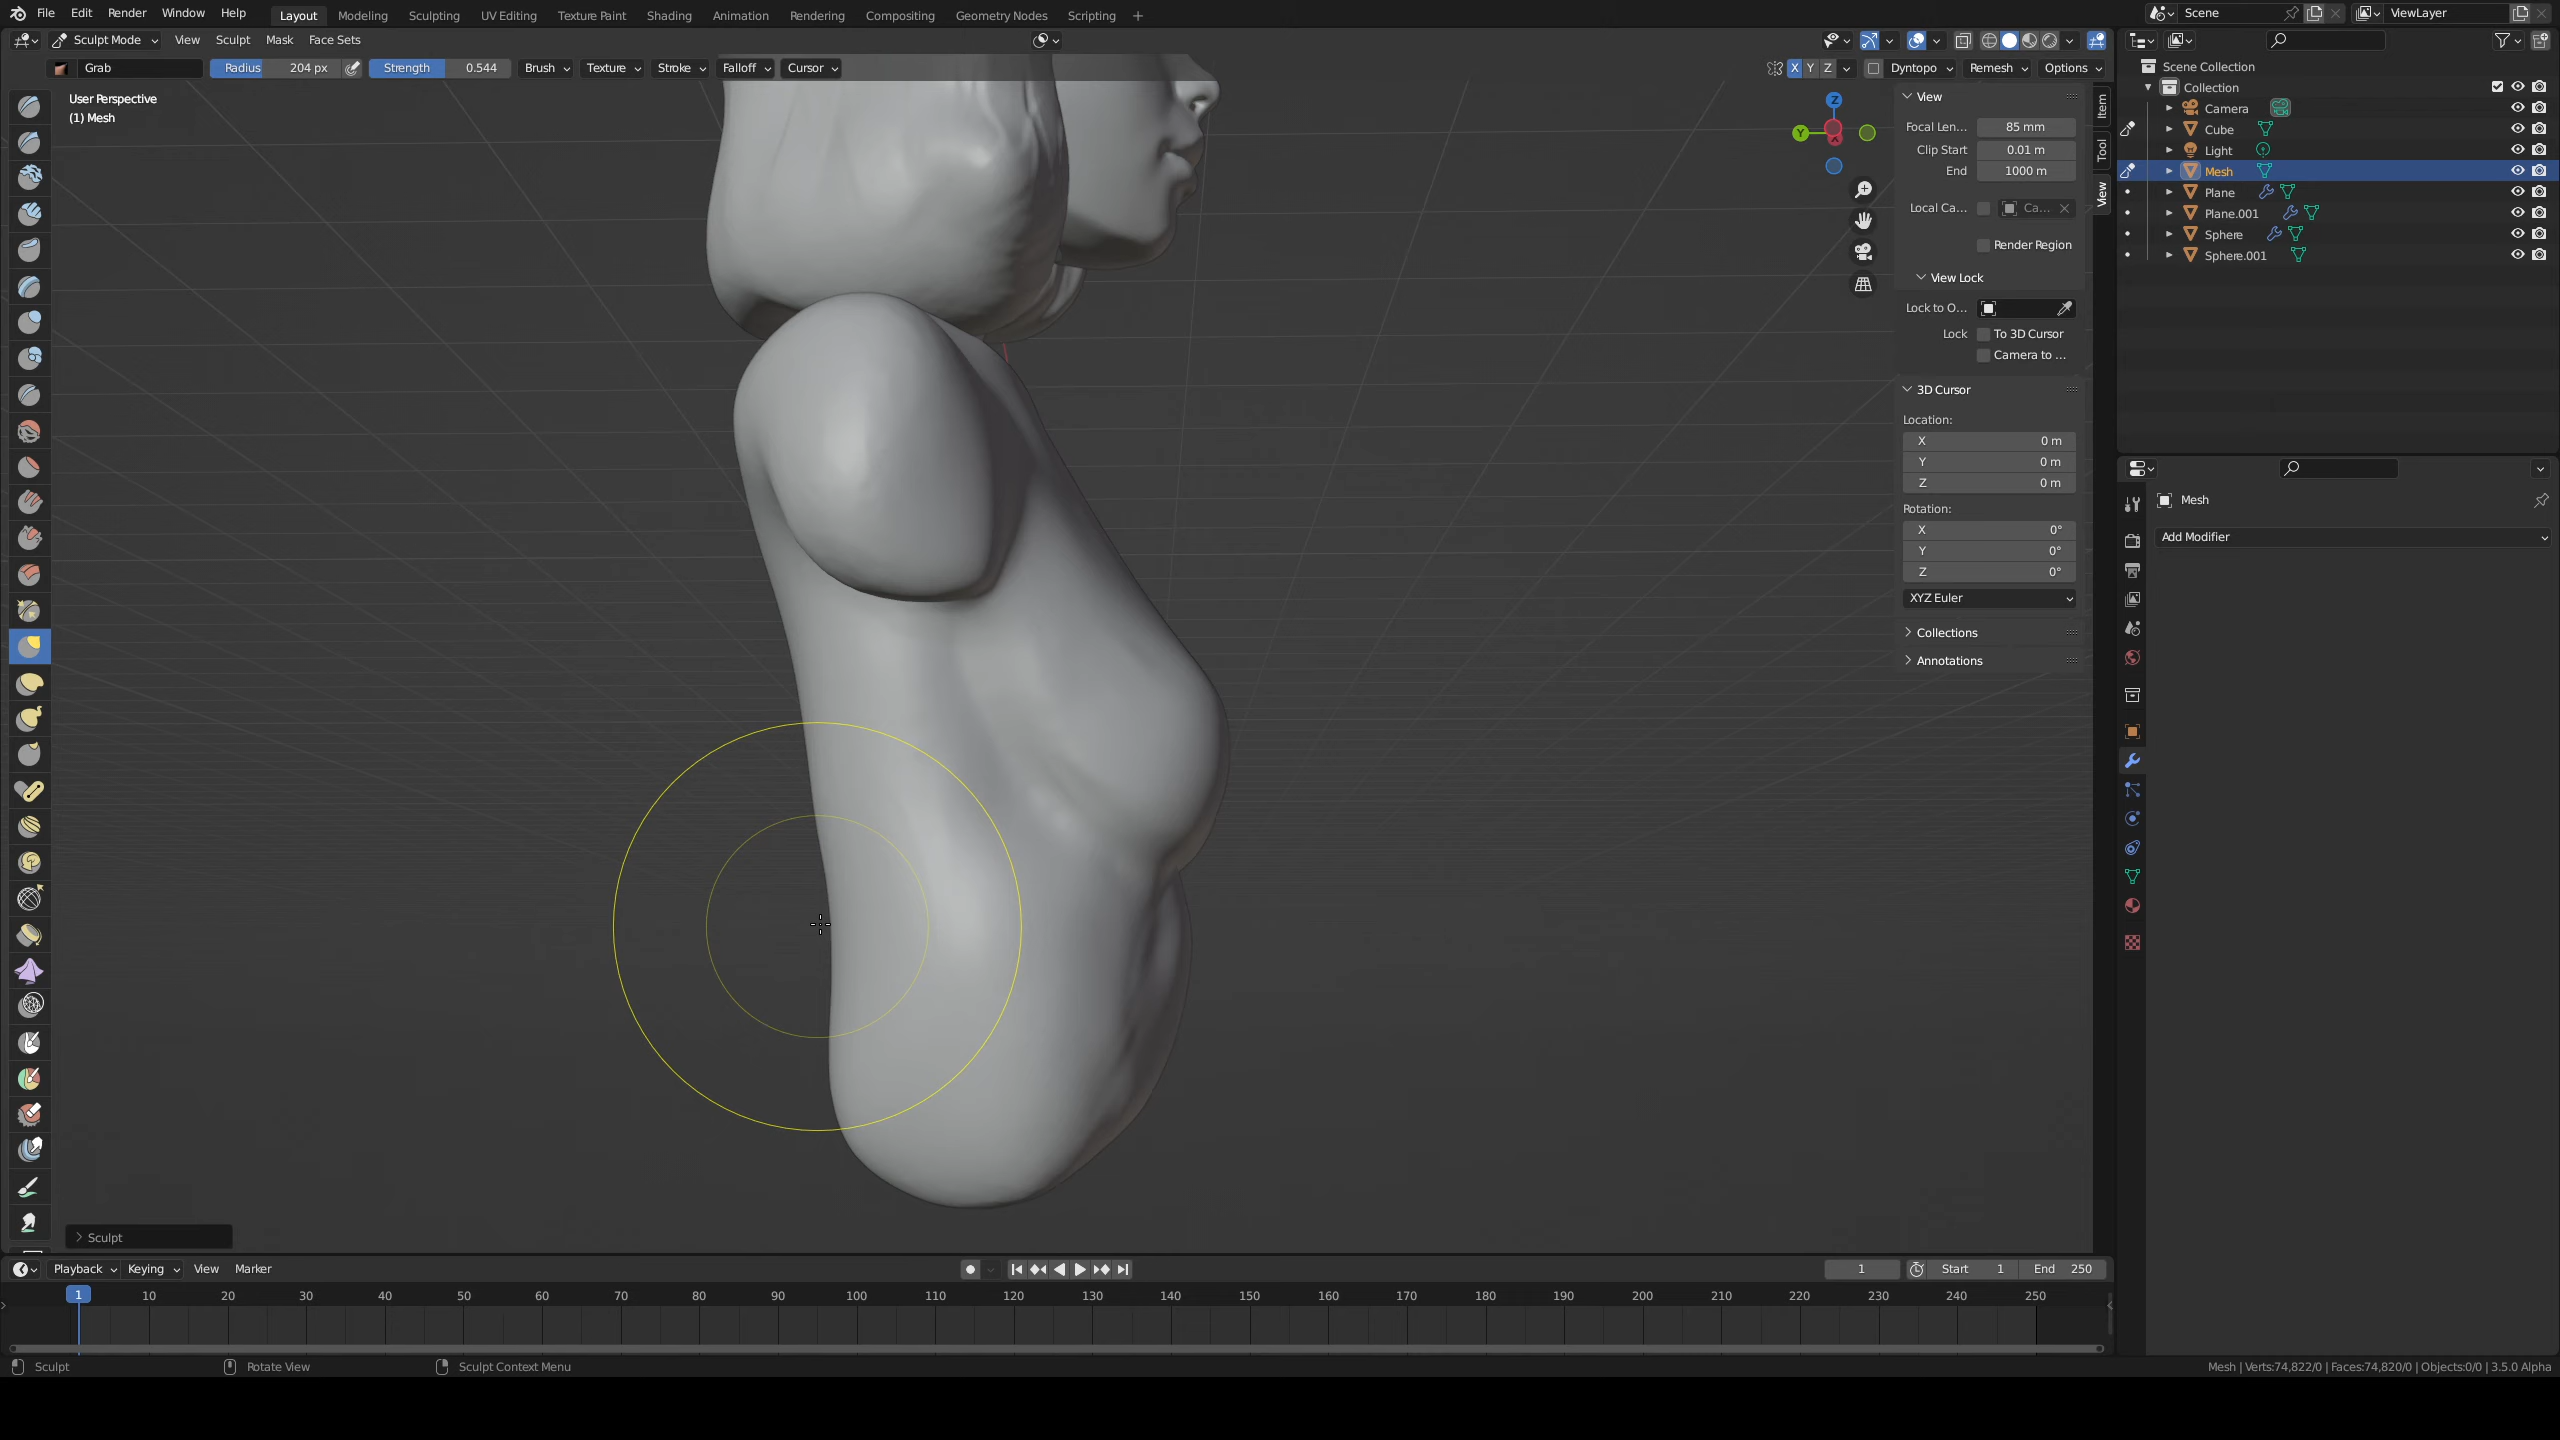 File Edit Render Window Help Layout Modeling Sculpting UV Editing Texture Paint Shading Animation Rendering Compositing Geometry Nodes Scripting + Scene ViewLayer
Sculpt Mode View Sculpt Mask Face Sets
Grab Radius 204 px Strength 0.544 Brush Texture Stroke Falloff Cursor X Y Z Dyntopo Remesh Options
User Perspective
(1) Mesh
Z
Y
View
Focal Len... 85 mm
Clip Start 0.01 m
End 1000 m
Local Ca... Ca...
Render Region
View Lock
Lock to O...
Lock To 3D Cursor
Camera to ...
3D Cursor
Location:
X 0 m
Y 0 m
Z 0 m
Rotation:
X 0°
Y 0°
Z 0°
XYZ Euler
Collections
Annotations
Item
Tool
View
Scene Collection
Collection
Camera
Cube
Light
Mesh
Plane
Plane.001
Sphere
Sphere.001
Mesh
Add Modifier
Sculpt
Playback Keying View Marker 1 Start 1 End 250
1 10 20 30 40 50 60 70 80 90 100 110 120 130 140 150 160 170 180 190 200 210 220 230 240 250
Sculpt Rotate View Sculpt Context Menu Mesh | Verts:74,822/0 | Faces:74,820/0 | Objects:0/0 | 3.5.0 Alpha